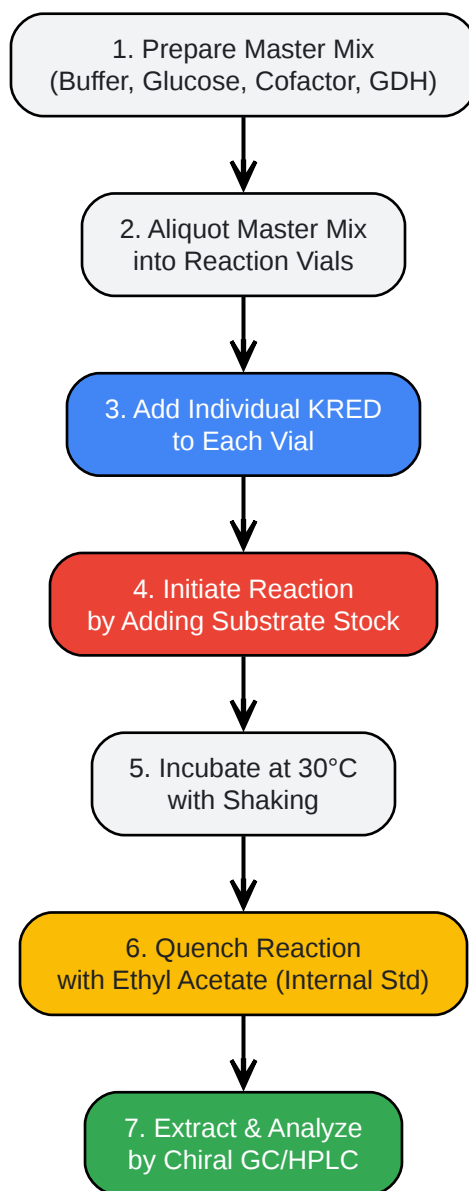 1. Prepare Master Mix
(Buffer, Glucose, Cofactor, GDH)
2. Aliquot Master Mix
into Reaction Vials
3. Add Individual KRED
to Each Vial
4. Initiate Reaction
by Adding Substrate Stock
5. Incubate at 30°C
with Shaking
6. Quench Reaction
with Ethyl Acetate (Internal Std)
7. Extract & Analyze
by Chiral GC/HPLC